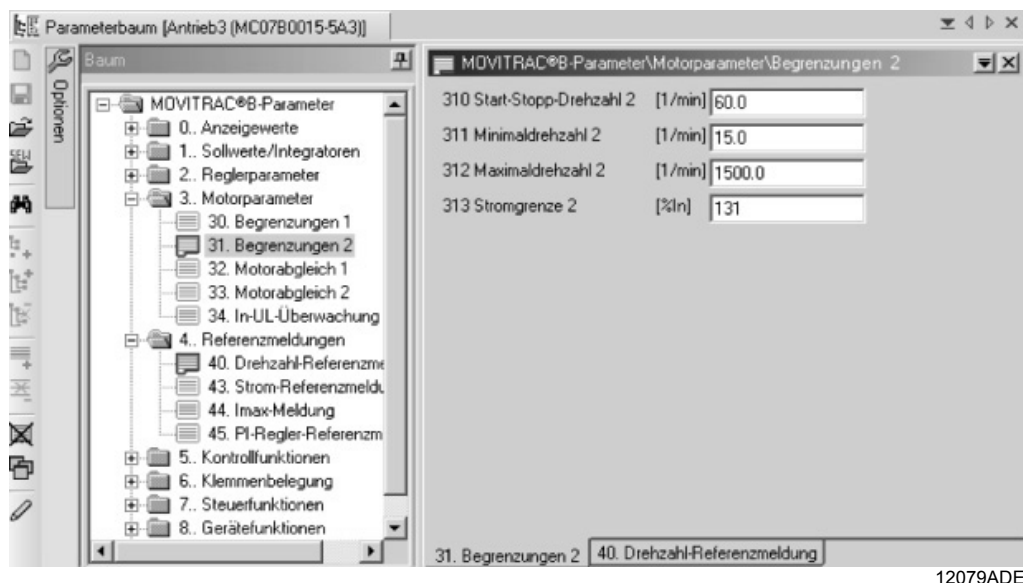 Parameterbaum [Antrieb3 (MC07B0015-5A3)]
Optionen
SEW
Baum
MOVITRAC®B-Parameter
0.. Anzeigewerte
1.. Sollwerte/Integratoren
2.. Reglerparameter
3.. Motorparameter
30. Begrenzungen 1
31. Begrenzungen 2
32. Motorabgleich 1
33. Motorabgleich 2
34. In-UL-Überwachung
4.. Referenzmeldungen
40. Drehzahl-Referenzme
43. Strom-Referenzmeldu
44. Imax-Meldung
45. PI-Regler-Referenzm
5.. Kontrollfunktionen
6.. Klemmenbelegung
7.. Steuerfunktionen
8.. Gerätefunktionen
MOVITRAC®B-Parameter\Motorparameter\Begrenzungen 2
310 Start-Stopp-Drehzahl 2 [1/min] 60.0
311 Minimaldrehzahl 2 [1/min] 15.0
312 Maximaldrehzahl 2 [1/min] 1500.0
313 Stromgrenze 2 [%In] 131
31. Begrenzungen 2 40. Drehzahl-Referenzmeldung
12079ADE